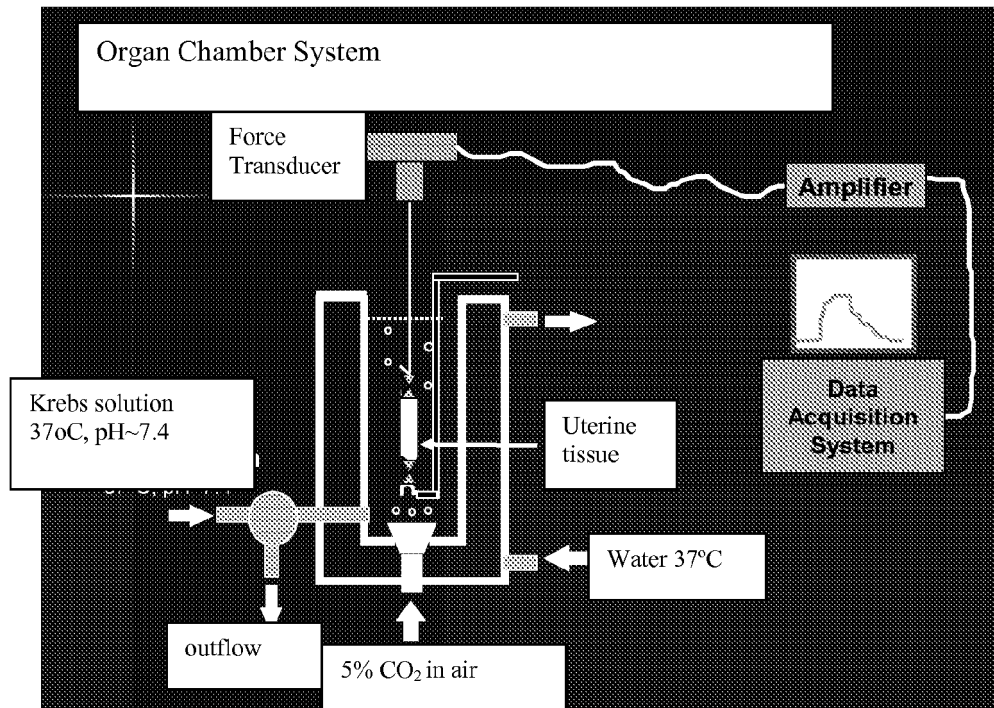 Organ Chamber System
Force
Transducer
Amplifier
Krebs solution
37oC, pH~7.4
Uterine
tissue
Data
Acquisition
System
Water 37ºC
outflow
5% CO₂ in air